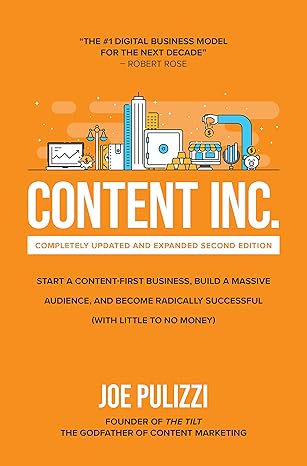 “THE #1 DIGITAL BUSINESS MODEL
FOR THE NEXT DECADE”
– ROBERT ROSE
CONTENT INC.
COMPLETELY UPDATED AND EXPANDED SECOND EDITION
START A CONTENT-FIRST BUSINESS, BUILD A MASSIVE
AUDIENCE, AND BECOME RADICALLY SUCCESSFUL
(WITH LITTLE TO NO MONEY)
JOE PULIZZI
FOUNDER OF THE TILT
THE GODFATHER OF CONTENT MARKETING